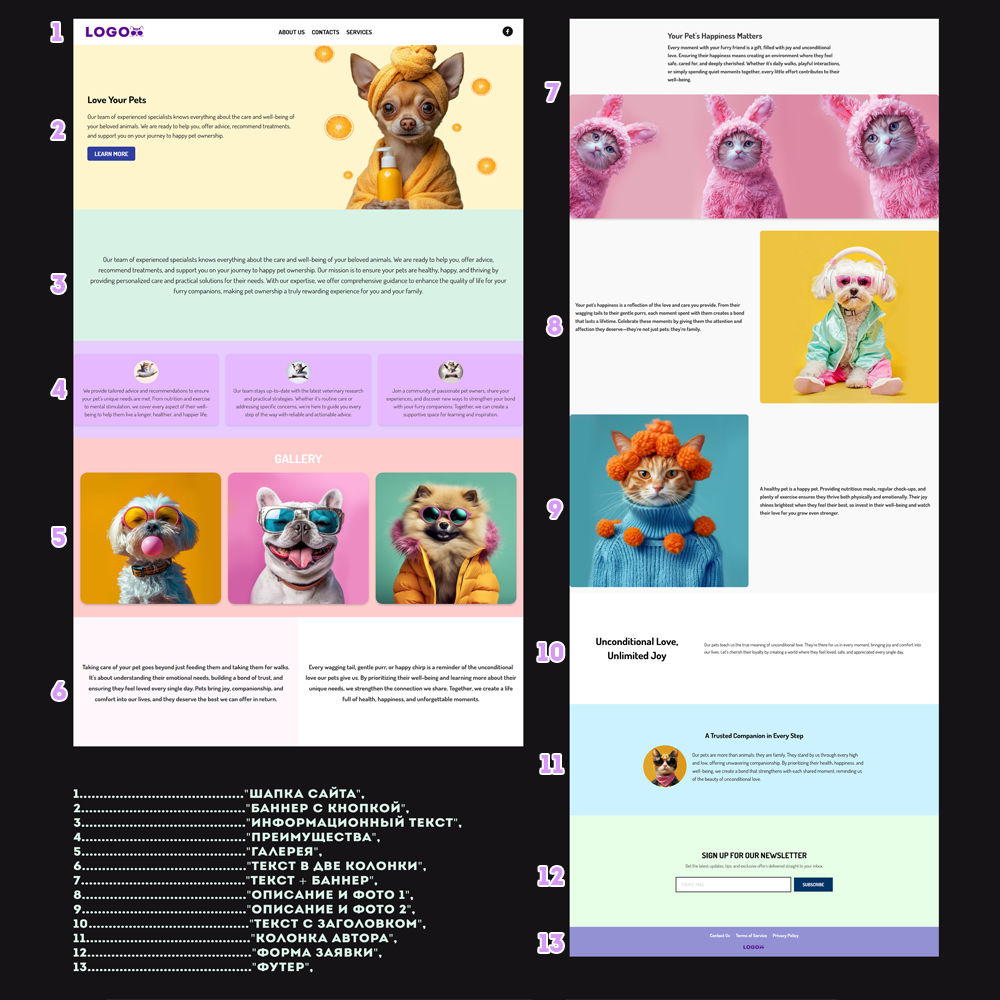 1
LOGO
ABOUT US CONTACTS SERVICES
2
Love Your Pets
Our team of experienced specialists knows everything about the care and well-being of
your beloved animals. We are ready to help you, offer advice, recommend treatments,
and support you on your journey to happy pet ownership.
LEARN MORE
3
Our team of experienced specialists knows everything about the care and well-being of your beloved animals. We are ready to help you, offer advice,
recommend treatments, and support you on your journey to happy pet ownership. Our mission is to ensure your pets are healthy, happy, and thriving by
providing personalized care and practical solutions for their needs. With our expertise, we offer comprehensive guidance to enhance the quality of life for your
furry companions, making pet ownership a truly rewarding experience for you and your family.
4
We provide tailored advice and recommendations to ensure
your pet's unique needs are met. From nutrition and exercise
to mental stimulation, we cover every aspect of their well-
being to help them live a longer, healthier, and happier life.
Our team stays up-to-date with the latest veterinary research
and practical strategies. Whether it's routine care or
addressing specific concerns, we're here to guide you every
step of the way with reliable and actionable advice.
Join a community of passionate pet owners, share your
experiences, and discover new ways to strengthen your bond
with your furry companions. Together, we can create a
supportive space for learning and inspiration.
5
GALLERY
6
Taking care of your pet goes beyond just feeding them and taking them for walks.
It's about understanding their emotional needs, building a bond of trust, and
ensuring they feel loved every single day. Pets bring joy, companionship, and
comfort into our lives, and they deserve the best we can offer in return.
Every wagging tail, gentle purr, or happy chirp is a reminder of the unconditional
love our pets give us. By prioritizing their well-being and learning more about their
unique needs, we strengthen the connection we share. Together, we create a life
full of health, happiness, and unforgettable moments.
7
Your Pet's Happiness Matters
Every moment with your furry friend is a gift, filled with joy and unconditional
love. Ensuring their happiness means creating an environment where they feel
safe, cared for, and deeply cherished. Whether it's daily walks, playful interactions,
or simply spending quiet moments together, every little effort contributes to their
well-being.
8
Your pet's happiness is a reflection of the love and care you provide. From their
wagging tails to their gentle purrs, each moment spent with them creates a bond
that lasts a lifetime. Celebrate these moments by giving them the attention and
affection they deserve—they're not just pets; they're family.
9
A healthy pet is a happy pet. Providing nutritious meals, regular check-ups, and
plenty of exercise ensures they thrive both physically and emotionally. Their joy
shines brightest when they feel their best, so invest in their well-being and watch
their love for you grow even stronger.
10
Unconditional Love,
Unlimited Joy
Our pets teach us the true meaning of unconditional love. They're there for us in every moment, bringing joy and comfort into
our lives. Let's cherish their loyalty by creating a world where they feel loved, safe, and appreciated every single day.
11
A Trusted Companion in Every Step
Our pets are more than animals; they are family. They stand by us through every high
and low, offering unwavering companionship. By prioritizing their health, happiness, and
well-being, we create a bond that strengthens with each shared moment, reminding us
of the beauty of unconditional love.
12
SIGN UP FOR OUR NEWSLETTER
Get the latest updates, tips, and exclusive offers delivered straight to your inbox.
SUBSCRIBE
13
Contact Us Terms of Service Privacy Policy
LOGO
1.........................................."ШАПКА САЙТА",
2.........................................."БАННЕР С КНОПКОЙ",
3.........................................."ИНФОРМАЦИОННЫЙ ТЕКСТ",
4.........................................."ПРЕИМУЩЕСТВА",
5.........................................."ГАЛЕРЕЯ",
6.........................................."ТЕКСТ В ДВЕ КОЛОНКИ",
7.........................................."ТЕКСТ + БАННЕР",
8.........................................."ОПИСАНИЕ И ФОТО 1",
9.........................................."ОПИСАНИЕ И ФОТО 2",
10.........................................."ТЕКСТ С ЗАГОЛОВКОМ",
11.........................................."КОЛОНКА АВТОРА",
12.........................................."ФОРМА ЗАЯВКИ",
13.........................................."ФУТЕР",